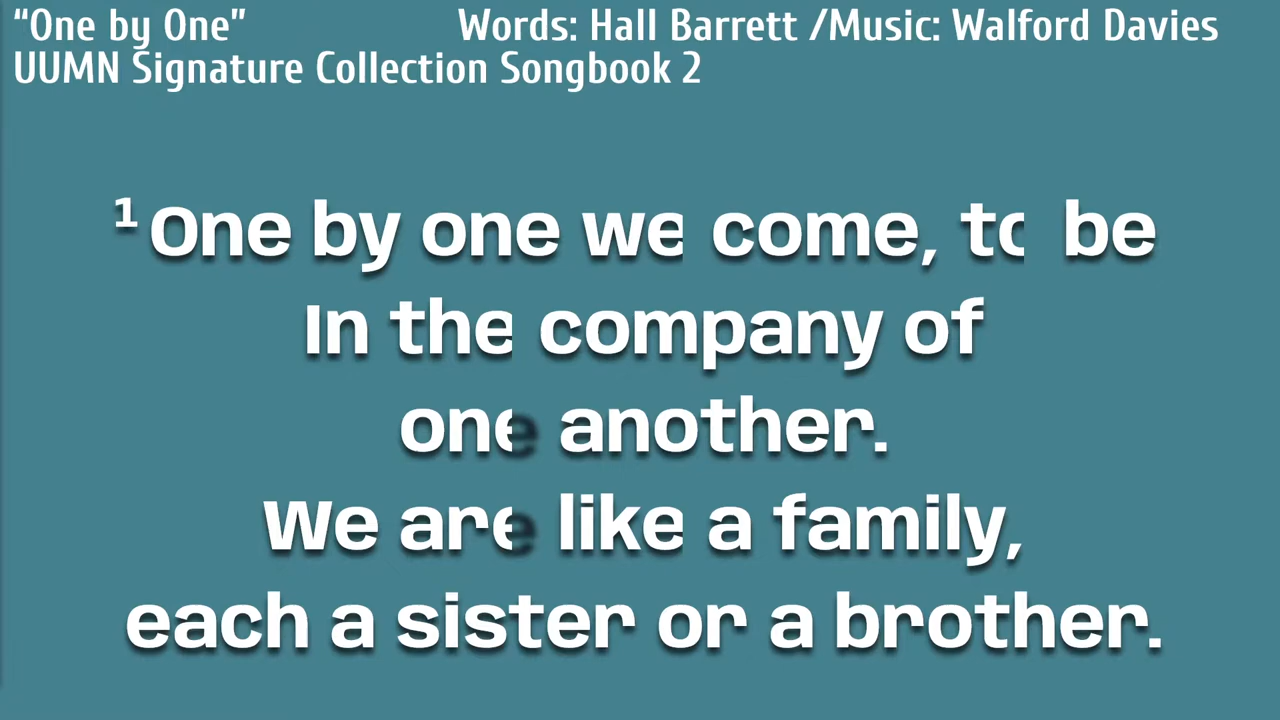 “One by One” Words: Hall Barrett /Music: Walford Davies
UUMN Signature Collection Songbook 2
¹ One by one we come, to be
In the company of
one another.
We are like a family,
each a sister or a brother.